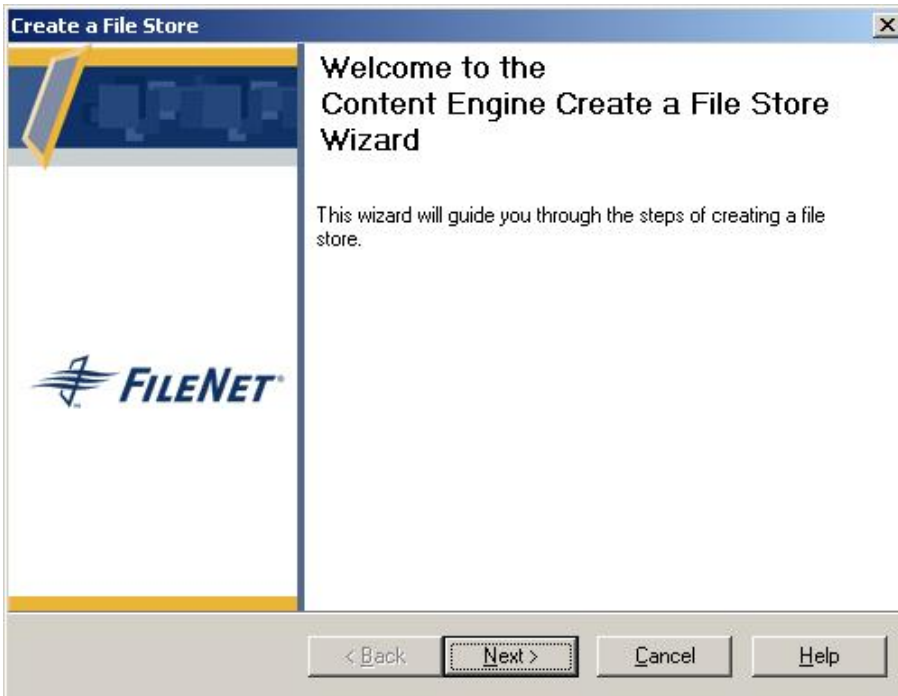 Create a File Store
Welcome to the
Content Engine Create a File Store
Wizard
This wizard will guide you through the steps of creating a file
store.
FILENET
< Back
Next >
Cancel
Help